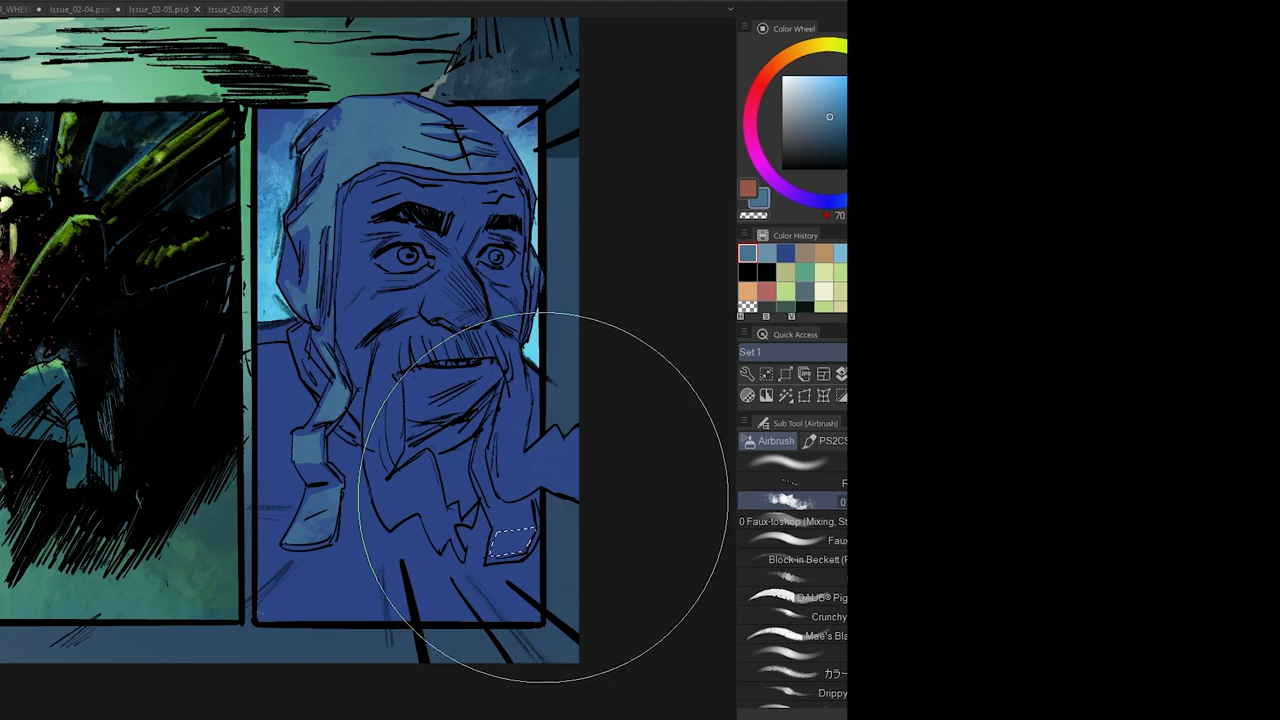 Issue_02-04.psd
Issue_02-05.psd
Issue_02-09.psd
Color Wheel
70
Color History
H S V
Quick Access
Set 1
Sub Tool [Airbrush]
Airbrush
PS2CS
0 Faux-toshop (Mixing, St
Faux
Block-in Beckett (F
DAUB® Pig
Crunchy
Mae's Bla
カラー
Drippy